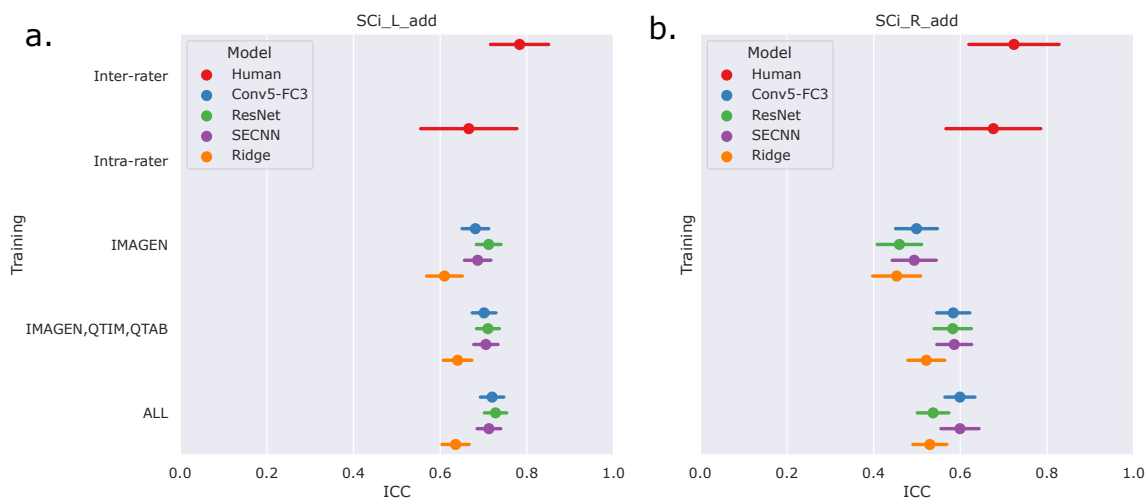 a.
SCi_L_add
Model
Human
Conv5-FC3
ResNet
SECNN
Ridge
Training
Inter-rater
Intra-rater
IMAGEN
IMAGEN,QTIM,QTAB
ALL
0.0 0.2 0.4 0.6 0.8 1.0
ICC
b.
SCi_R_add
Model
Human
Conv5-FC3
ResNet
SECNN
Ridge
Training
0.0 0.2 0.4 0.6 0.8 1.0
ICC